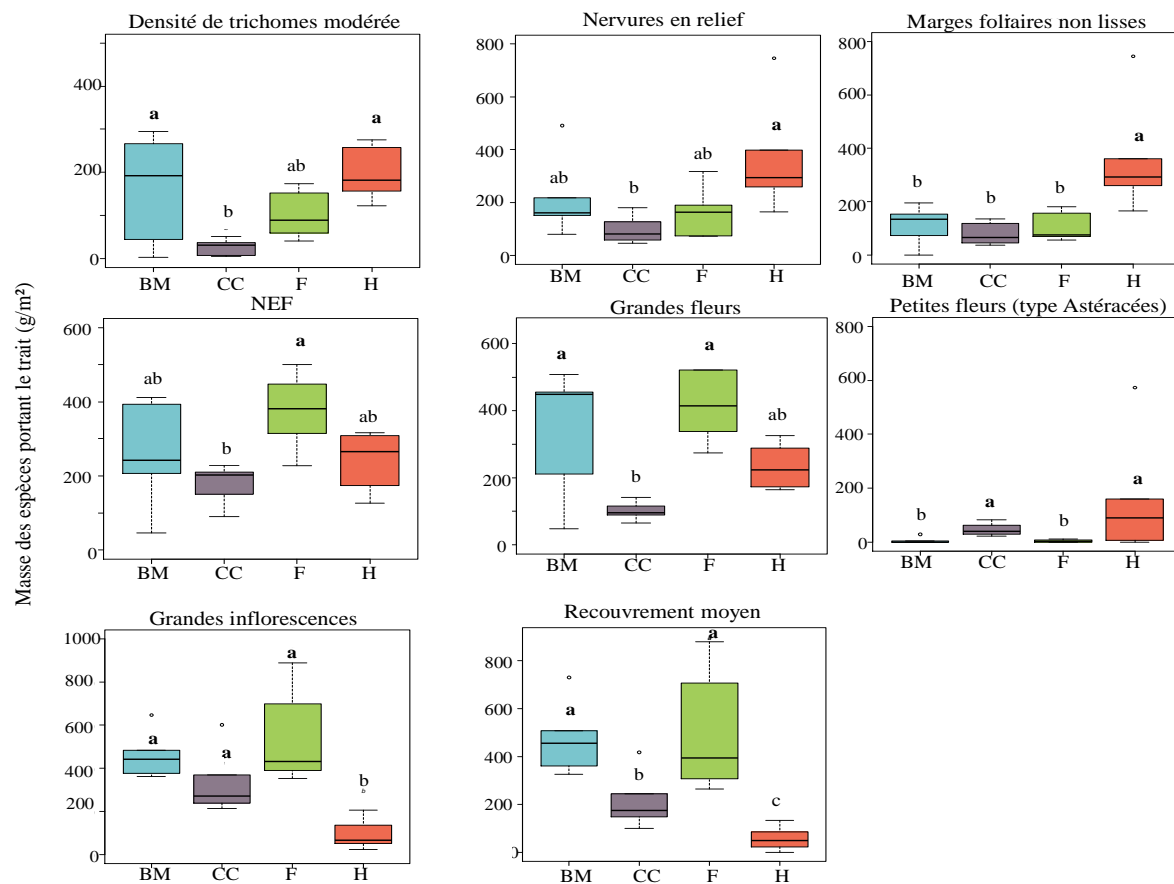 Densité de trichomes modérée
Nervures en relief
Marges foliaires non lisses
Masse des espèces portant le trait (g/m²)
400
200
0
a
b
ab
a
BM CC F H
800
600
400
200
0
ab
b
ab
a
BM CC F H
800
600
400
200
0
b
b
b
a
BM CC F H
NEF
Grandes fleurs
Petites fleurs (type Astéracées)
600
400
200
0
ab
b
a
ab
BM CC F H
600
400
200
0
a
b
a
ab
BM CC F H
800
600
400
200
0
b
a
b
a
BM CC F H
Grandes inflorescences
Recouvrement moyen
1000
800
600
400
200
0
a
a
a
b
BM CC F H
800
600
400
200
0
a
b
a
c
BM CC F H